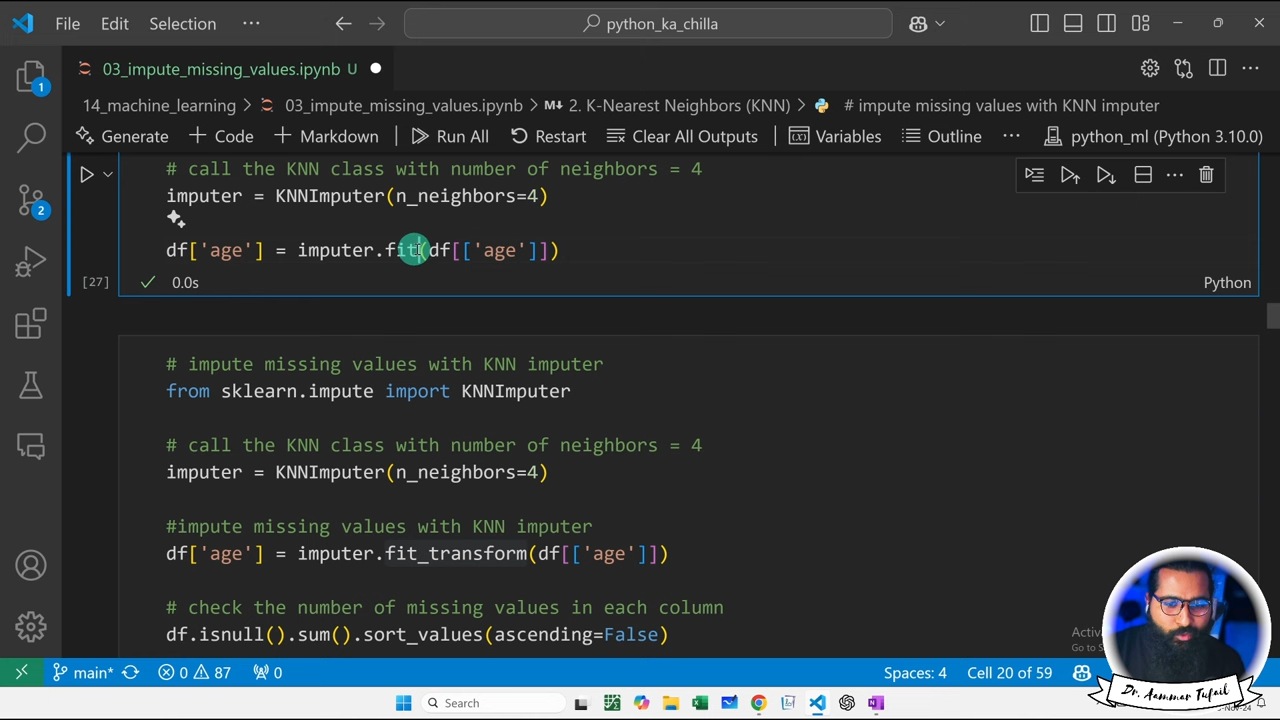 File Edit Selection ··· python_ka_chilla
03_impute_missing_values.ipynb U
14_machine_learning > 03_impute_missing_values.ipynb > M↓ 2. K-Nearest Neighbors (KNN) > # impute missing values with KNN imputer
Generate + Code + Markdown Run All Restart Clear All Outputs Variables Outline ··· python_ml (Python 3.10.0)
# call the KNN class with number of neighbors = 4
imputer = KNNImputer(n_neighbors=4)
df['age'] = imputer.fit(df[['age']])
[27] 0.0s Python
# impute missing values with KNN imputer
from sklearn.impute import KNNImputer
# call the KNN class with number of neighbors = 4
imputer = KNNImputer(n_neighbors=4)
#impute missing values with KNN imputer
df['age'] = imputer.fit_transform(df[['age']])
# check the number of missing values in each column
df.isnull().sum().sort_values(ascending=False)
1
2
main* 0 87 0 Spaces: 4 Cell 20 of 59
Search
Dr. Aammar Tufail